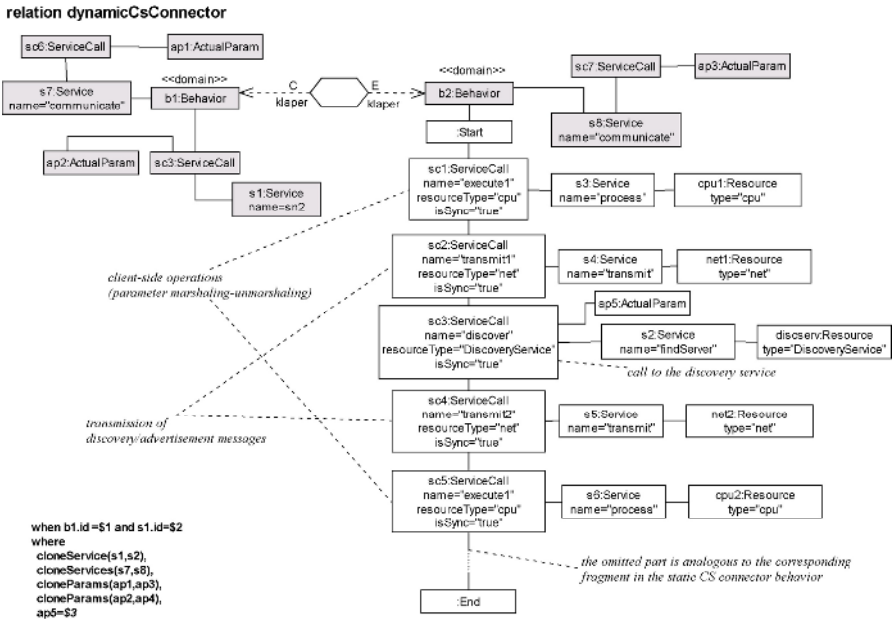 relation dynamicCsConnector
sc6:ServiceCall
ap1:ActualParam
s7:Service
name="communicate"
<<domain>>
b1:Behavior
C
klaper
E
klaper
<<domain>>
b2:Behavior
sc7:ServiceCall
ap3:ActualParam
s8:Service
name="communicate"
ap2:ActualParam
sc3:ServiceCall
s1:Service
name=srv2
:Start
sc1:ServiceCall
name="execute1"
resourceType="cpu"
isSync="true"
s3:Service
name="process"
cpu1:Resource
type="cpu"
sc2:ServiceCall
name="transmit1"
resourceType="net"
isSync="true"
s4:Service
name="transmit"
net1:Resource
type="net"
client-side operations
(parameter marshaling-unmarshaling)
sc3:ServiceCall
name="discover"
resourceType="DiscoveryService"
isSync="true"
ap5:ActualParam
s2:Service
name="findServer"
discserv:Resource
type="DiscoveryService"
call to the discovery service
sc4:ServiceCall
name="transmit2"
resourceType="net"
isSync="true"
s5:Service
name="transmit"
net2:Resource
type="net"
transmission of
discovery/advertisement messages
sc5:ServiceCall
name="execute1"
resourceType="cpu"
isSync="true"
s6:Service
name="process"
cpu2:Resource
type="cpu"
when b1.id =$1 and s1.id=$2
where
cloneService(s1,s2),
cloneServices(s7,s8),
cloneParams(ap1,ap3),
cloneParams(ap2,ap4),
ap5=$3
the omitted part is analogous to the corresponding
fragment in the static CS connector behavior
:End